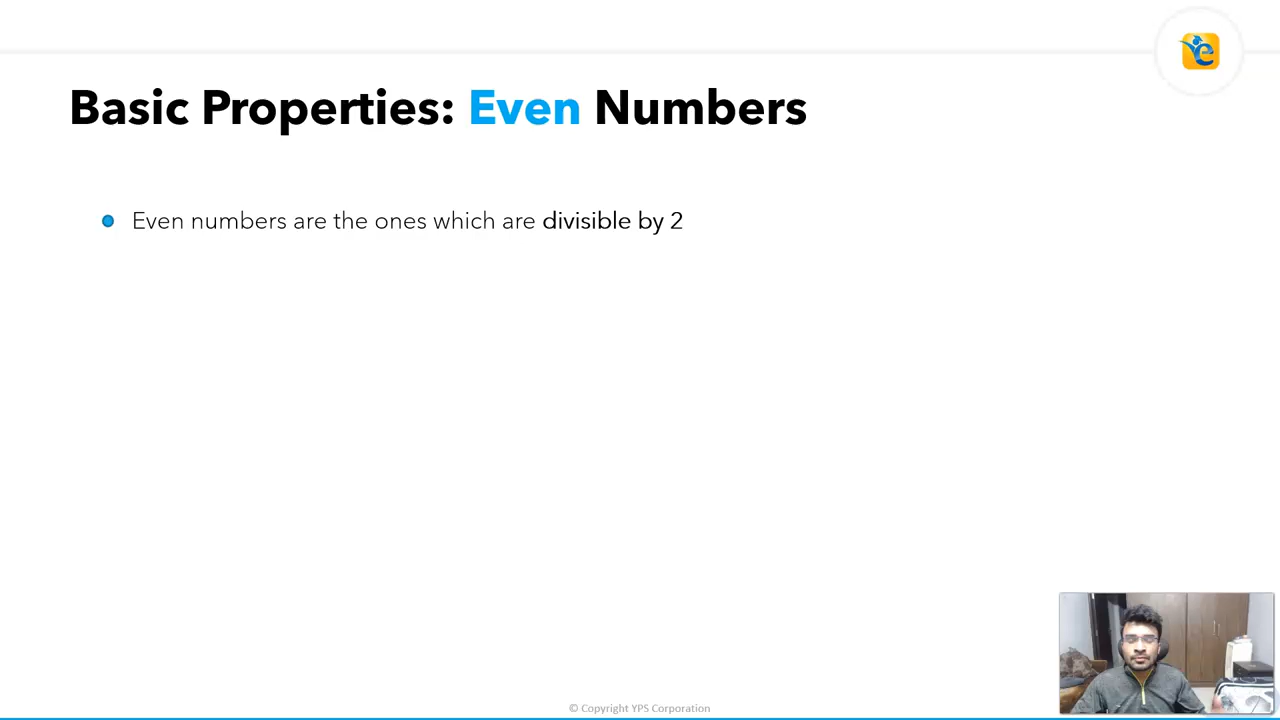 Basic Properties: Even Numbers
Even numbers are the ones which are divisible by 2
© Copyright YPS Corporation